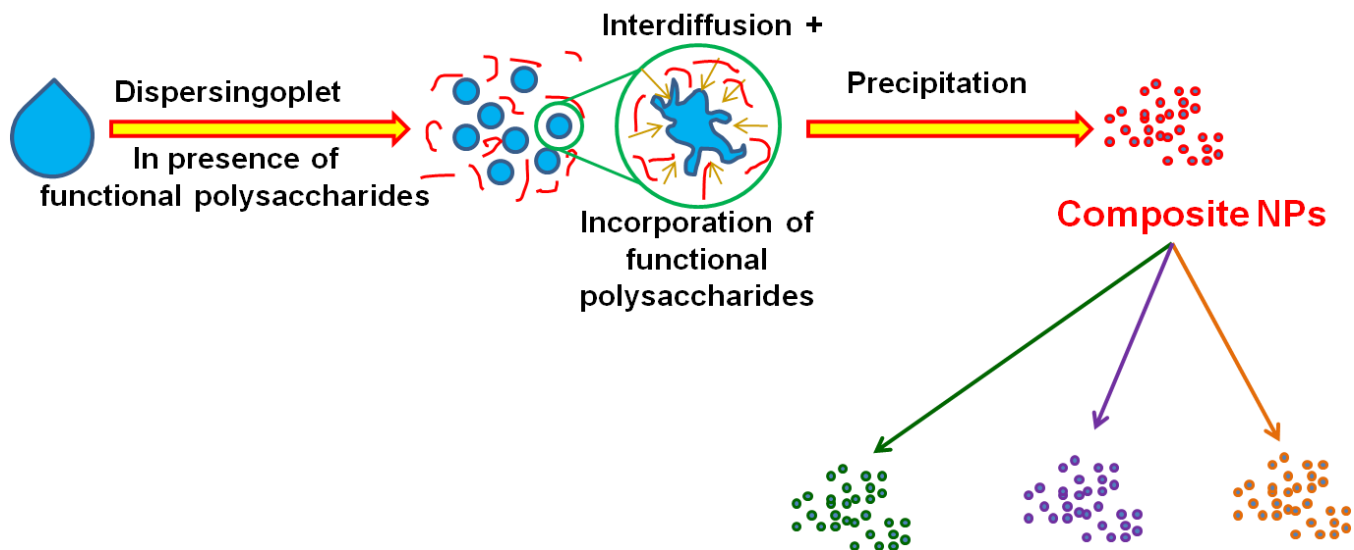 Dispersingoplet
In presence of
functional polysaccharides
Interdiffusion +
Incorporation of
functional
polysaccharides
Precipitation
Composite NPs